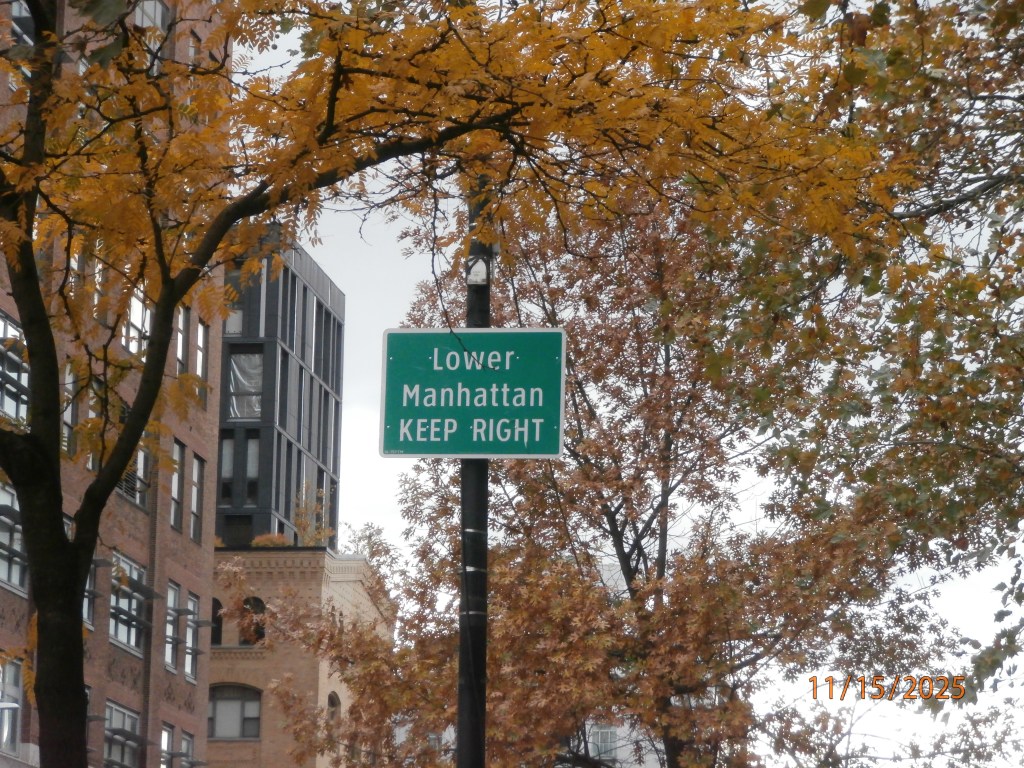 Lower
Manhattan
KEEP RIGHT
11/15/2025